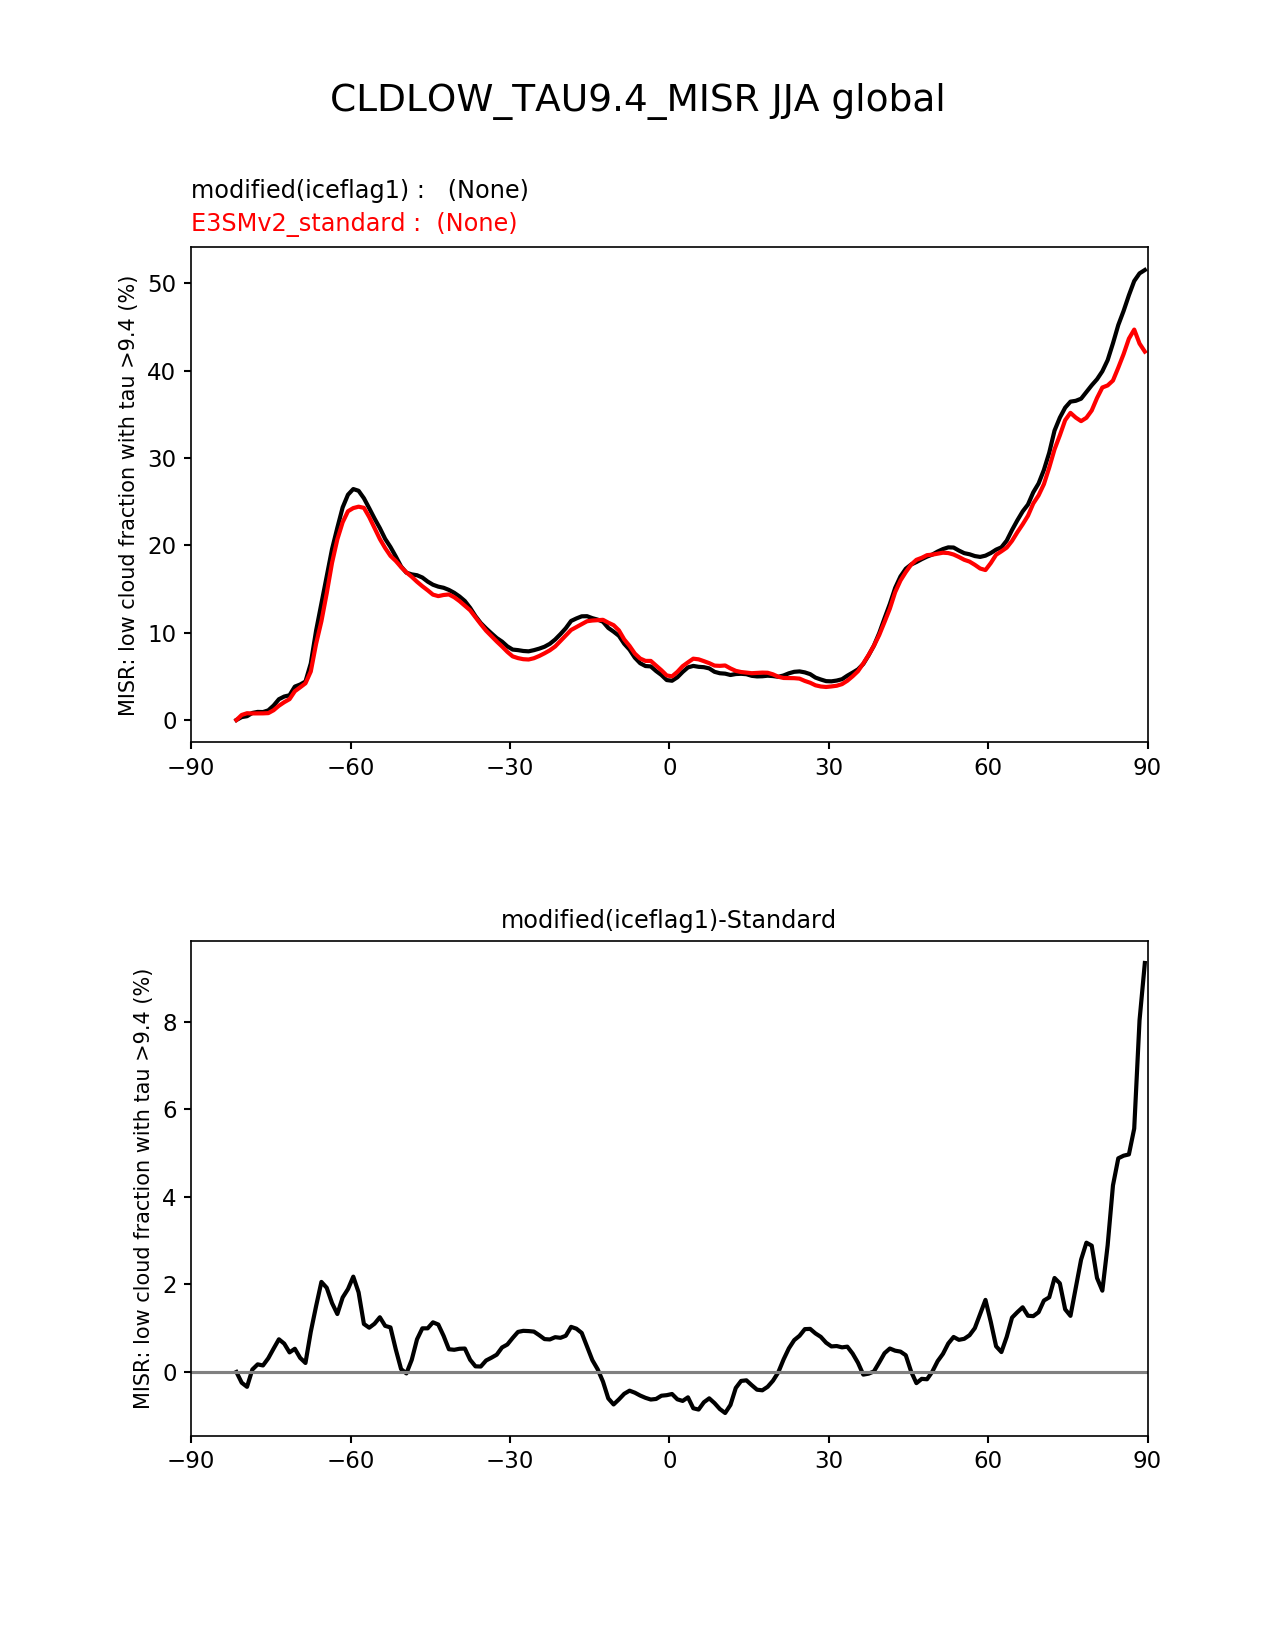 CLDLOW_TAU9.4_MISR JJA global
modified(iceflag1) :   (None)
E3SMv2_standard :  (None)
MISR: low cloud fraction with tau >9.4 (%)
50
40
30
20
10
0
−90 −60 −30 0 30 60 90
modified(iceflag1)-Standard
MISR: low cloud fraction with tau >9.4 (%)
8
6
4
2
0
−90 −60 −30 0 30 60 90